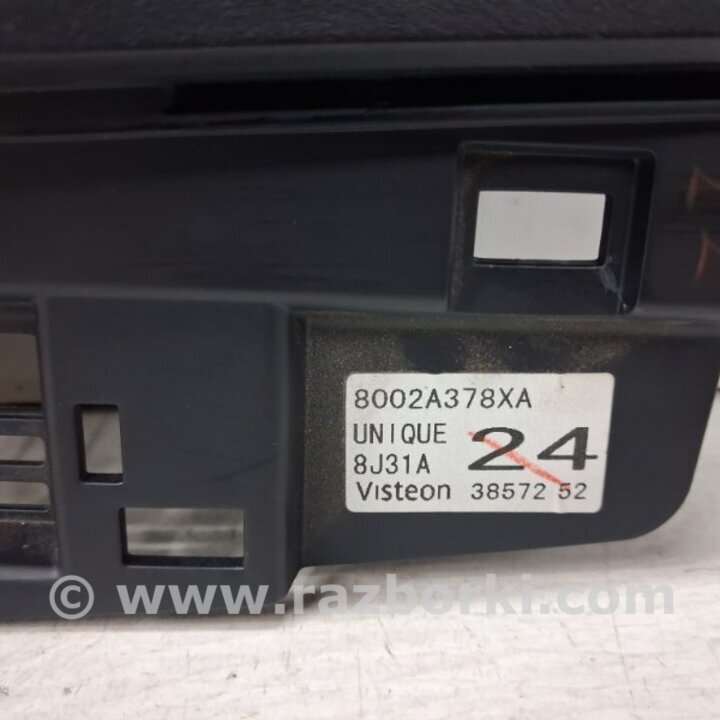 8002A378XA
UNIQUE 24
8J31A
Visteon 38572 52
© www.razborki.com